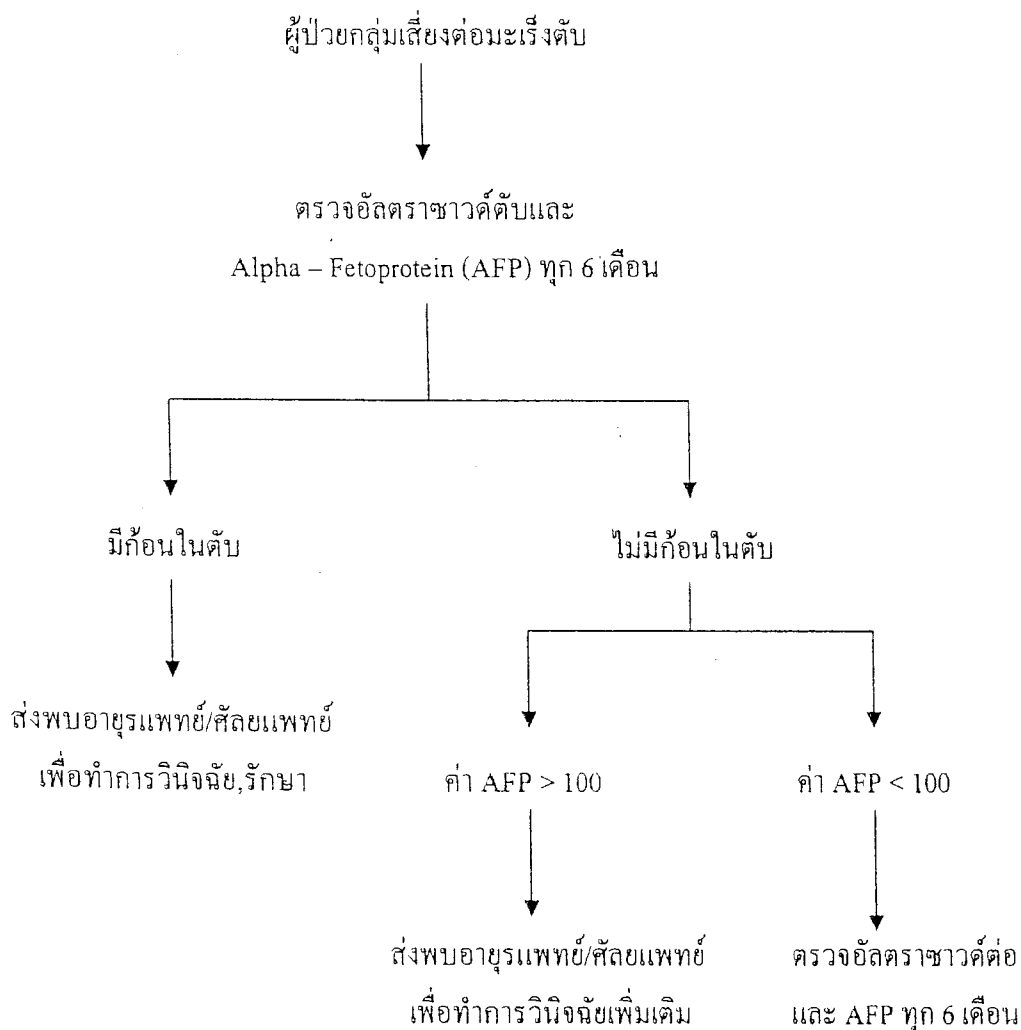 ผู้ป่วยกลุ่มเสี่ยงต่อมะเร็งตับ
ตรวจอัลตราซาวด์ตับและ
Alpha – Fetoprotein (AFP) ทุก 6 เดือน
มีก้อนในตับ
ไม่มีก้อนในตับ
ส่งพบอายุรแพทย์/ศัลยแพทย์
เพื่อทำการวินิจฉัย,รักษา
ค่า AFP > 100
ค่า AFP < 100
ส่งพบอายุรแพทย์/ศัลยแพทย์
เพื่อทำการวินิจฉัยเพิ่มเติม
ตรวจอัลตราซาวด์ต่อ
และ AFP ทุก 6 เดือน